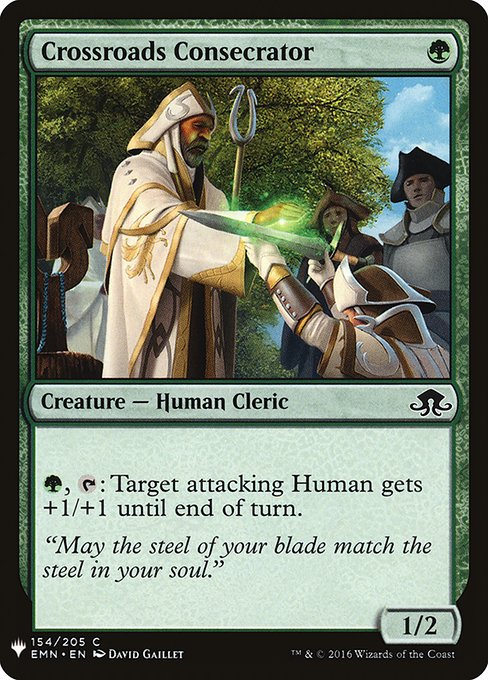 Crossroads Consecrator
Creature — Human Cleric
: Target attacking Human gets
+1/+1 until end of turn.
“May the steel of your blade match the
steel in your soul.”
1/2
154/205 C
EMN • EN DAVID GAILLET
™ & © 2016 Wizards of the Coast